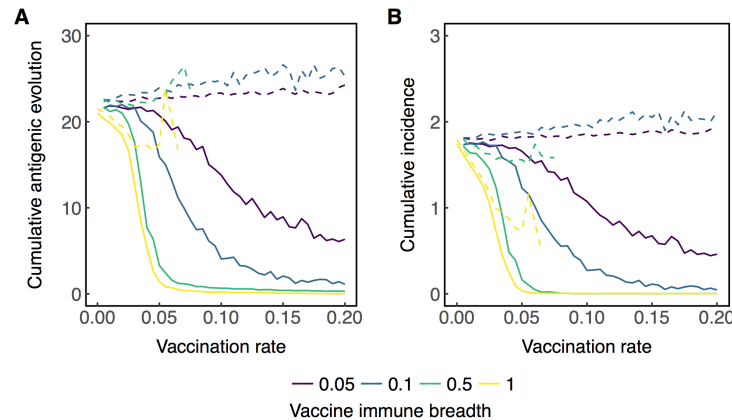 A
B
Cumulative antigenic evolution
30
20
10
0
0.00 0.05 0.10 0.15 0.20
Vaccination rate
Cumulative incidence
3
2
1
0
0.00 0.05 0.10 0.15 0.20
Vaccination rate
0.05 0.1 0.5 1
Vaccine immune breadth